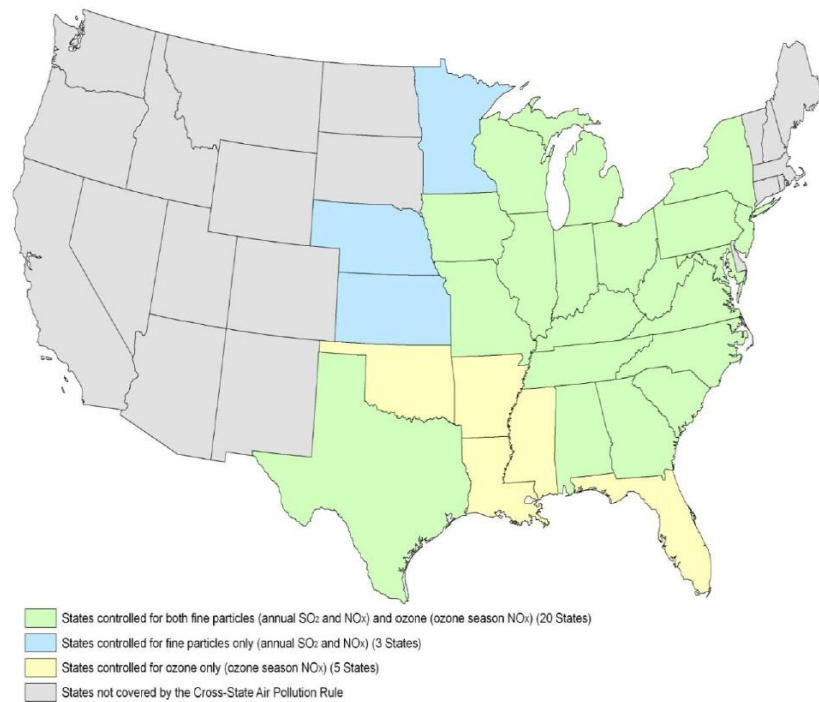 States controlled for both fine particles (annual SO₂ and NOx) and ozone (ozone season NOx) (20 States)
States controlled for fine particles only (annual SO₂ and NOx) (3 States)
States controlled for ozone only (ozone season NOx) (5 States)
States not covered by the Cross-State Air Pollution Rule